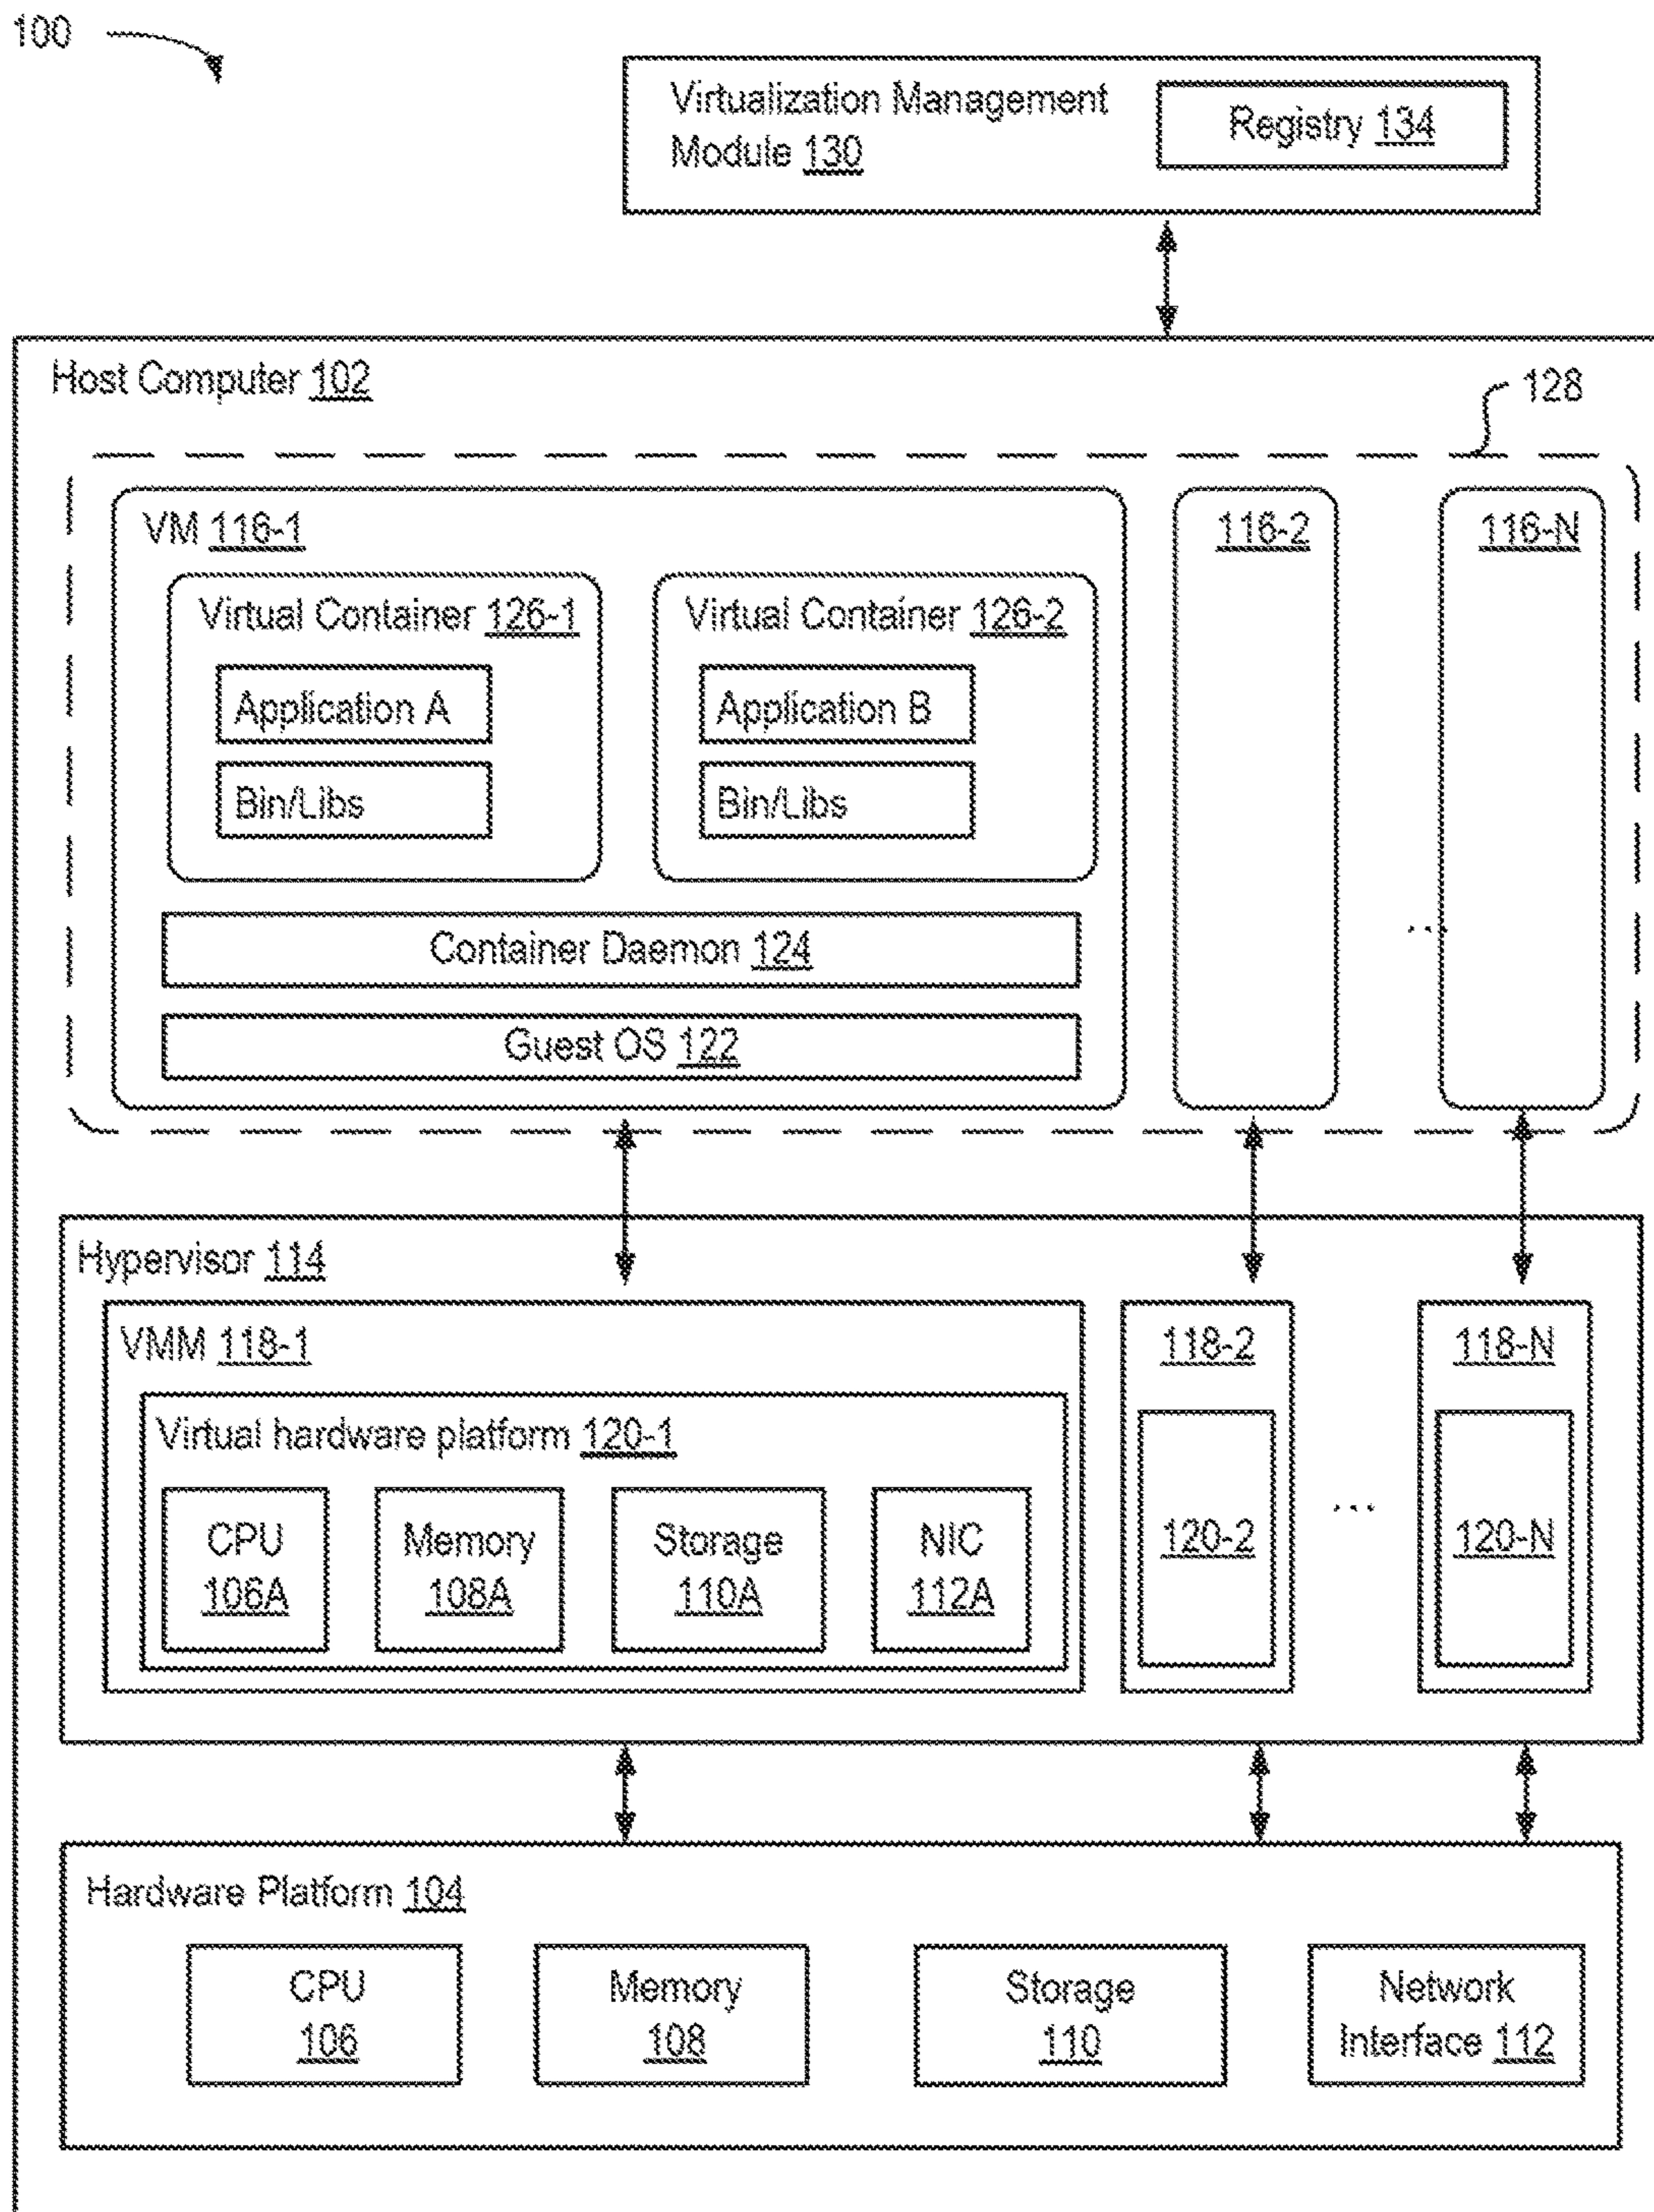 100
Virtualization Management
Module 130
Registry 134
Host Computer 102
128
VM 116-1
116-2
116-N
Virtual Container 126-1
Virtual Container 126-2
Application A
Application B
Bin/Libs
Bin/Libs
...
Container Daemon 124
Guest OS 122
Hypervisor 114
VMM 118-1
118-2
118-N
Virtual hardware platform 120-1
CPU
106A
Memory
108A
Storage
110A
NIC
112A
120-2
...
120-N
Hardware Platform 104
CPU
106
Memory
108
Storage
110
Network
Interface 112